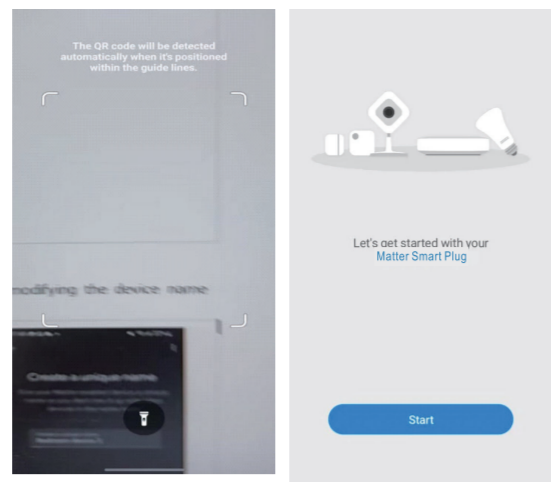 The QR code will be detected
automatically when it's positioned
within the guide lines.
modifying the device name
Create a unique name
Let's get started with your
Matter Smart Plug
Start